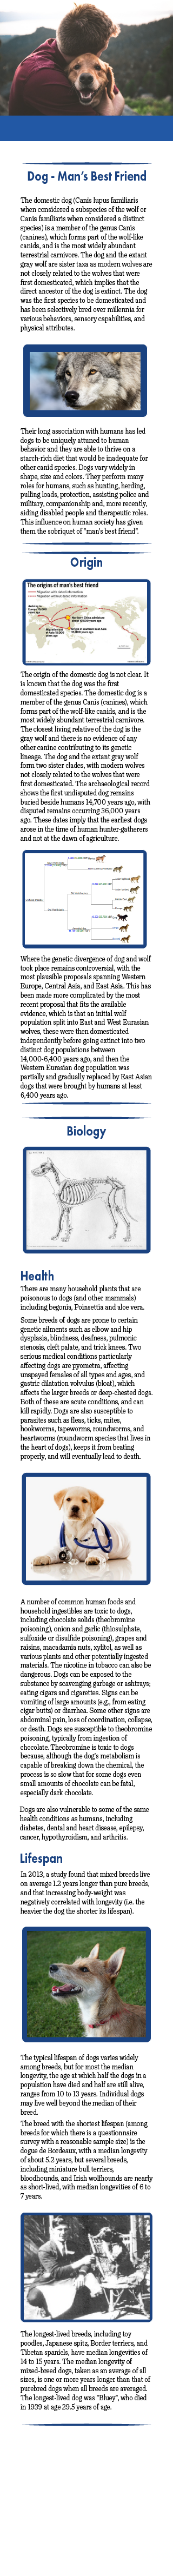 Dog - Man's Best Friend
The domestic dog (Canis lupus familiaris
when considered a subspecies of the wolf or
Canis familiaris when considered a distinct
species) is a member of the genus Canis
(canines), which forms part of the wolf-like
canids, and is the most widely abundant
terrestrial carnivore. The dog and the extant
gray wolf are sister taxa as modern wolves are
not closely related to the wolves that were
first domesticated, which implies that the
direct ancestor of the dog is extinct. The dog
was the first species to be domesticated and
has been selectively bred over millennia for
various behaviors, sensory capabilities, and
physical attributes.
Their long association with humans has led
dogs to be uniquely attuned to human
behavior and they are able to thrive on a
starch-rich diet that would be inadequate for
other canid species. Dogs vary widely in
shape, size and colors. They perform many
roles for humans, such as hunting, herding,
pulling loads, protection, assisting police and
military, companionship and, more recently,
aiding disabled people and therapeutic roles.
This influence on human society has given
them the sobriquet of "man's best friend".
Origin
The origins of man's best friend
The origin of the domestic dog is not clear. It
is known that the dog was the first
domesticated species. The domestic dog is a
member of the genus Canis (canines), which
forms part of the wolf-like canids, and is the
most widely abundant terrestrial carnivore.
The closest living relative of the dog is the
gray wolf and there is no evidence of any
other canine contributing to its genetic
lineage. The dog and the extant gray wolf
form two sister clades, with modern wolves
not closely related to the wolves that were
first domesticated. The archaeological record
shows the first undisputed dog remains
buried beside humans 14,700 years ago, with
disputed remains occurring 36,000 years
ago. These dates imply that the earliest dogs
arose in the time of human hunter-gatherers
and not at the dawn of agriculture.
Where the genetic divergence of dog and wolf
took place remains controversial, with the
most plausible proposals spanning Western
Europe, Central Asia, and East Asia. This has
been made more complicated by the most
recent proposal that fits the available
evidence, which is that an initial wolf
population split into East and West Eurasian
wolves, these were then domesticated
independently before going extinct into two
distinct dog populations between
14,000-6,400 years ago, and then the
Western Eurasian dog population was
partially and gradually replaced by East Asian
dogs that were brought by humans at least
6,400 years ago.
Biology
Health
There are many household plants that are
poisonous to dogs (and other mammals)
including begonia, Poinsettia and aloe vera.
Some breeds of dogs are prone to certain
genetic ailments such as elbow and hip
dysplasia, blindness, deafness, pulmonic
stenosis, cleft palate, and trick knees. Two
serious medical conditions particularly
affecting dogs are pyometra, affecting
unspayed females of all types and ages, and
gastric dilatation volvulus (bloat), which
affects the larger breeds or deep-chested dogs.
Both of these are acute conditions, and can
kill rapidly. Dogs are also susceptible to
parasites such as fleas, ticks, mites,
hookworms, tapeworms, roundworms, and
heartworms (roundworm species that lives in
the heart of dogs), keeps it from beating
properly, and will eventually lead to death.
A number of common human foods and
household ingestibles are toxic to dogs,
including chocolate solids (theobromine
poisoning), onion and garlic (thiosulphate,
sulfoxide or disulfide poisoning), grapes and
raisins, macadamia nuts, xylitol, as well as
various plants and other potentially ingested
materials. The nicotine in tobacco can also be
dangerous. Dogs can be exposed to the
substance by scavenging garbage or ashtrays;
eating cigars and cigarettes. Signs can be
vomiting of large amounts (e.g., from eating
cigar butts) or diarrhea. Some other signs are
abdominal pain, loss of coordination, collapse,
or death. Dogs are susceptible to theobromine
poisoning, typically from ingestion of
chocolate. Theobromine is toxic to dogs
because, although the dog's metabolism is
capable of breaking down the chemical, the
process is so slow that for some dogs even
small amounts of chocolate can be fatal,
especially dark chocolate.
Dogs are also vulnerable to some of the same
health conditions as humans, including
diabetes, dental and heart disease, epilepsy,
cancer, hypothyroidism, and arthritis.
Lifespan
In 2013, a study found that mixed breeds live
on average 1.2 years longer than pure breeds,
and that increasing body-weight was
negatively correlated with longevity (i.e. the
heavier the dog the shorter its lifespan).
The typical lifespan of dogs varies widely
among breeds, but for most the median
longevity, the age at which half the dogs in a
population have died and half are still alive,
ranges from 10 to 13 years. Individual dogs
may live well beyond the median of their
breed.
The breed with the shortest lifespan (among
breeds for which there is a questionnaire
survey with a reasonable sample size) is the
dogue de Bordeaux, with a median longevity
of about 5.2 years, but several breeds,
including miniature bull terriers,
bloodhounds, and Irish wolfhounds are nearly
as short-lived, with median longevities of 6 to
7 years.
The longest-lived breeds, including toy
poodles, Japanese spitz, Border terriers, and
Tibetan spaniels, have median longevities of
14 to 15 years. The median longevity of
mixed-breed dogs, taken as an average of all
sizes, is one or more years longer than that of
purebred dogs when all breeds are averaged.
The longest-lived dog was "Bluey", who died
in 1939 at age 29.5 years of age.